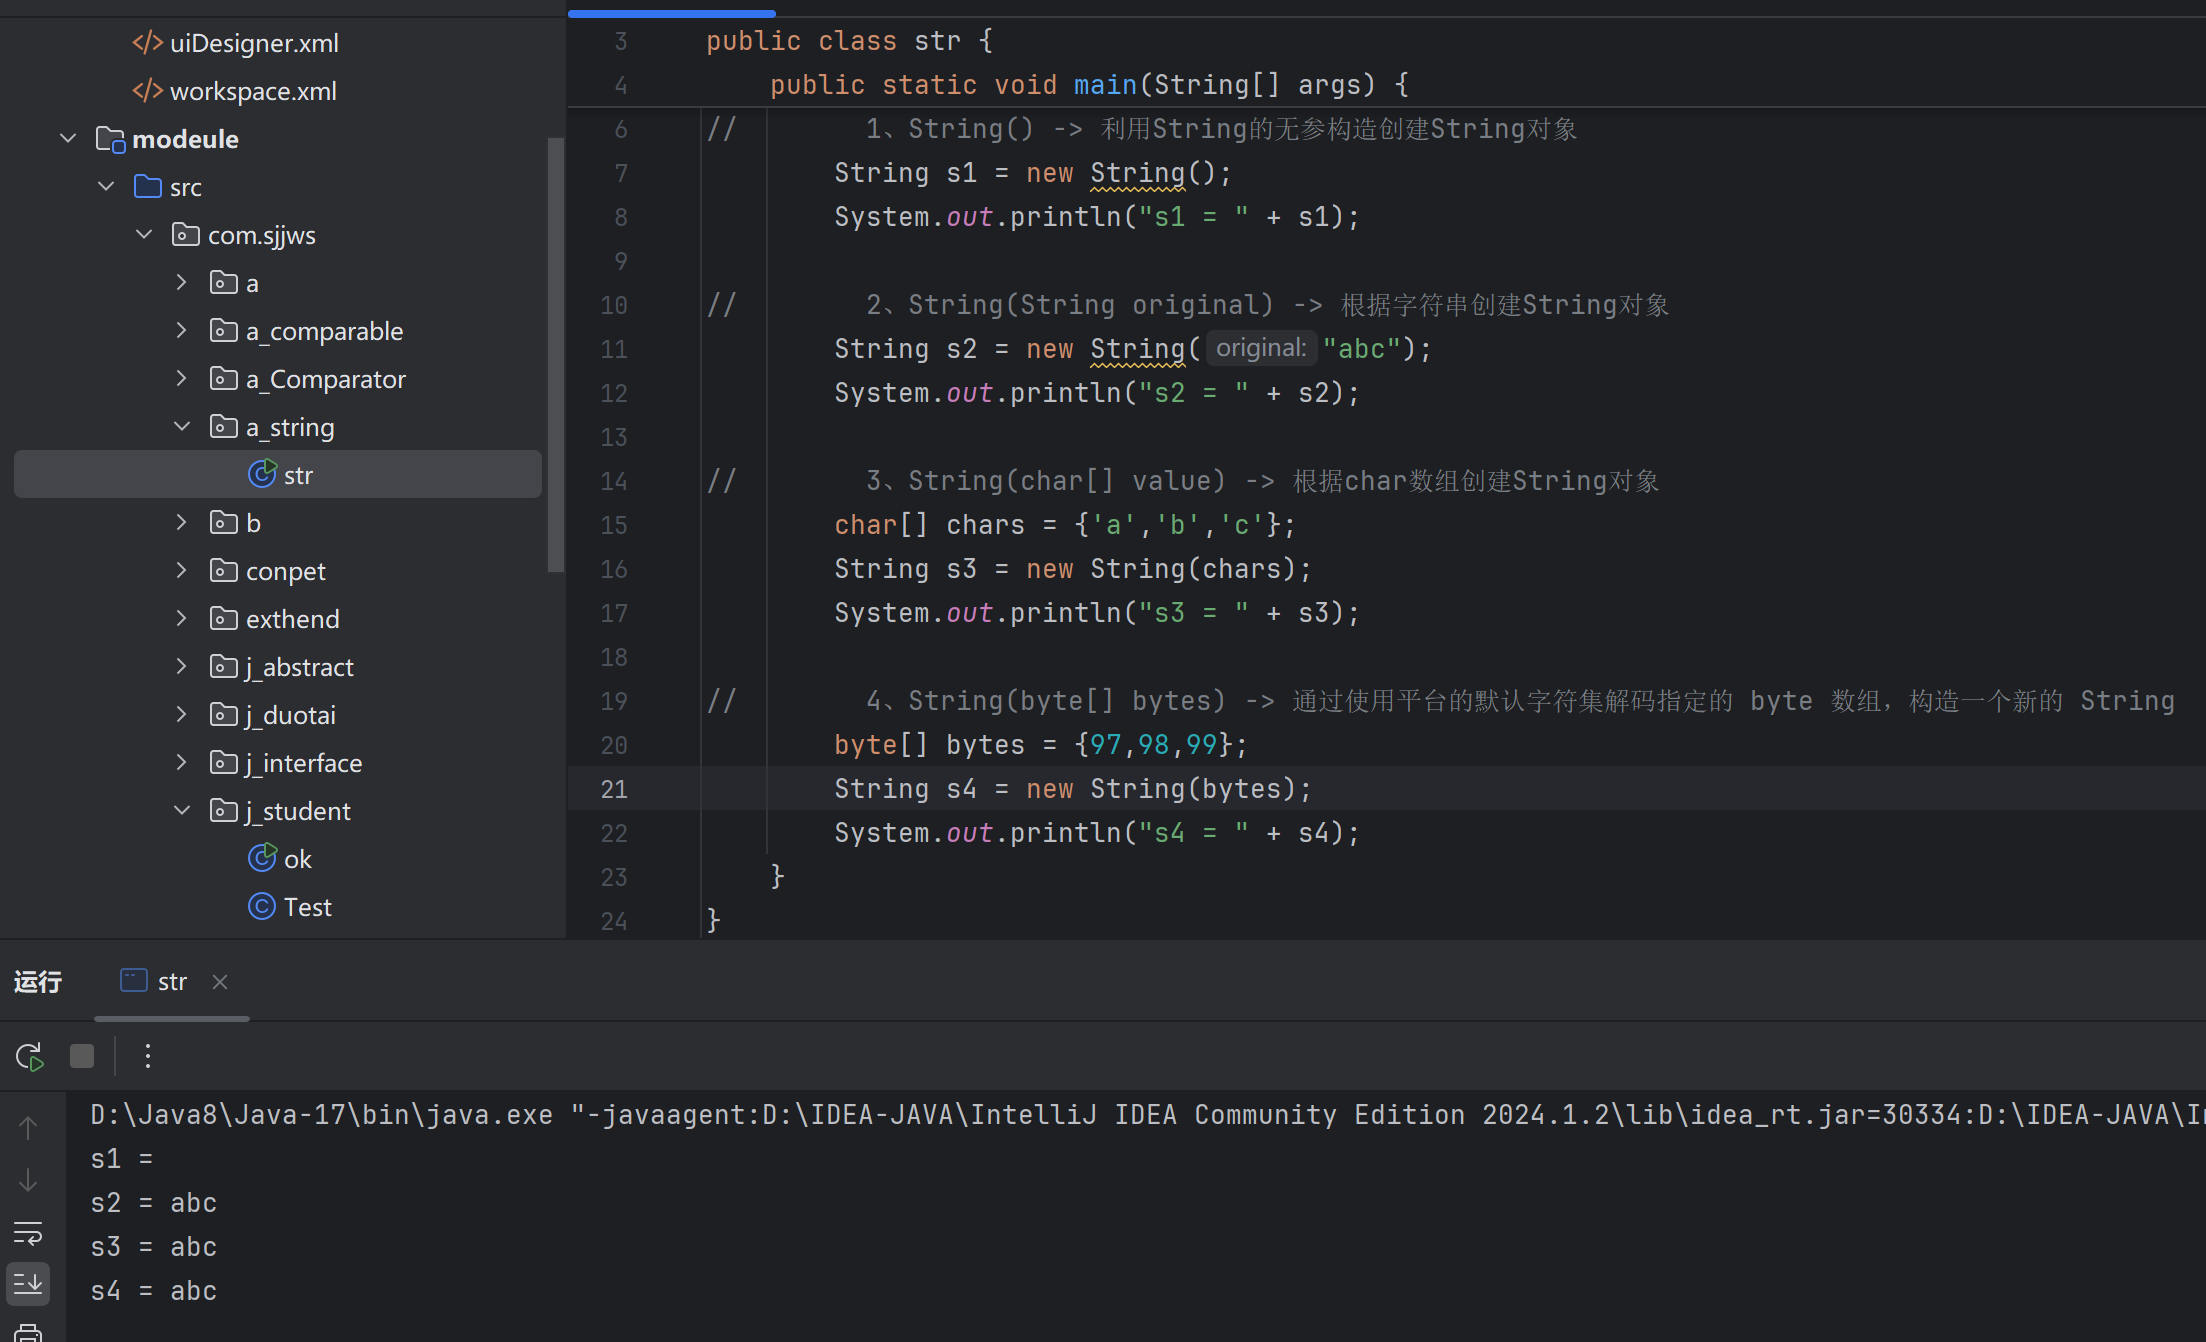 uiDesigner.xml
workspace.xml
modeule
src
com.sjjws
a
a_comparable
a_Comparator
a_string
str
b
conpet
exthend
j_abstract
j_duotai
j_interface
j_student
ok
Test
3 public class str {
4 public static void main(String[] args) {
6 // 1、String() -> 利用String的无参构造创建String对象
7 String s1 = new String();
8 System.out.println("s1 = " + s1);
9
10 // 2、String(String original) -> 根据字符串创建String对象
11 String s2 = new String( original: "abc");
12 System.out.println("s2 = " + s2);
13
14 // 3、String(char[] value) -> 根据char数组创建String对象
15 char[] chars = {'a','b','c'};
16 String s3 = new String(chars);
17 System.out.println("s3 = " + s3);
18
19 // 4、String(byte[] bytes) -> 通过使用平台的默认字符集解码指定的 byte 数组，构造一个新的 String
20 byte[] bytes = {97,98,99};
21 String s4 = new String(bytes);
22 System.out.println("s4 = " + s4);
23 }
24 }
运行 str
D:\Java8\Java-17\bin\java.exe "-javaagent:D:\IDEA-JAVA\IntelliJ IDEA Community Edition 2024.1.2\lib\idea_rt.jar=30334:D:\IDEA-JAVA\In
s1 =
s2 = abc
s3 = abc
s4 = abc